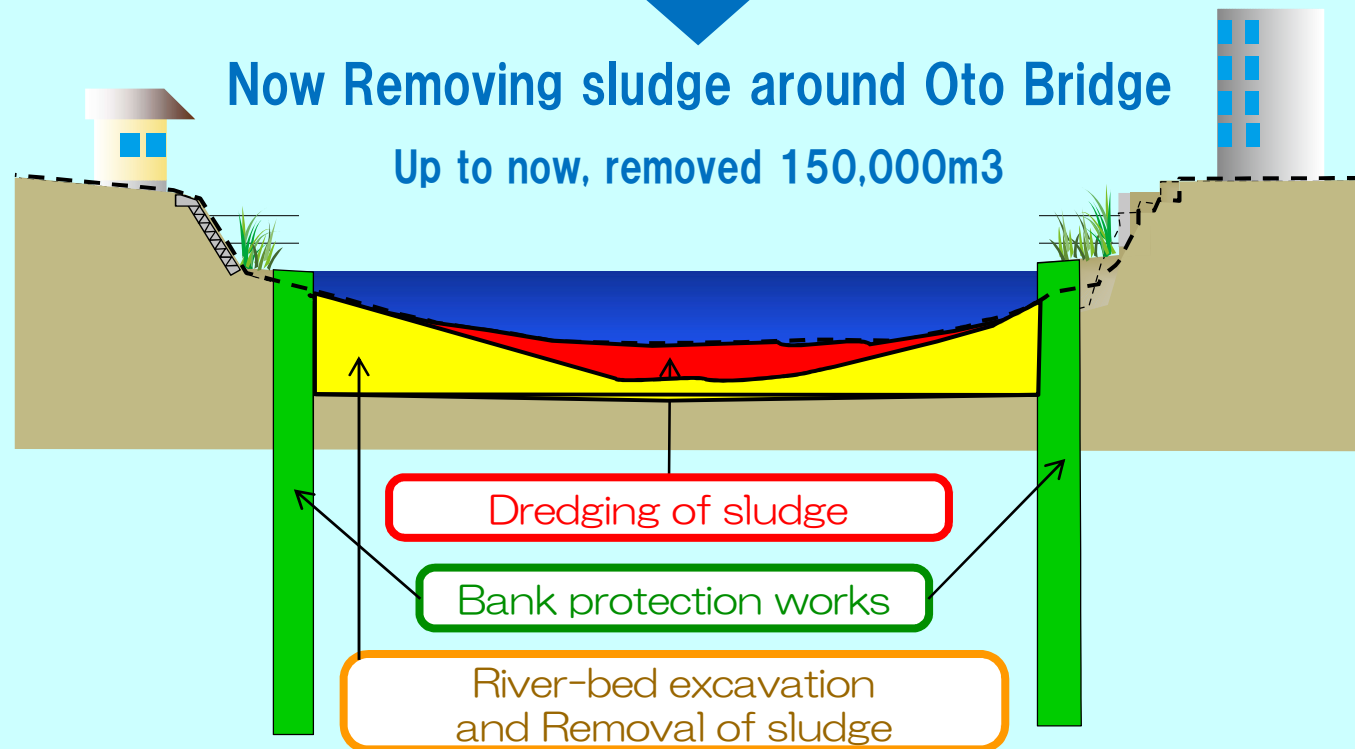 Now Removing sludge around Oto Bridge
Up to now, removed 150,000m3
Dredging of sludge
Bank protection works
River-bed excavation
and Removal of sludge